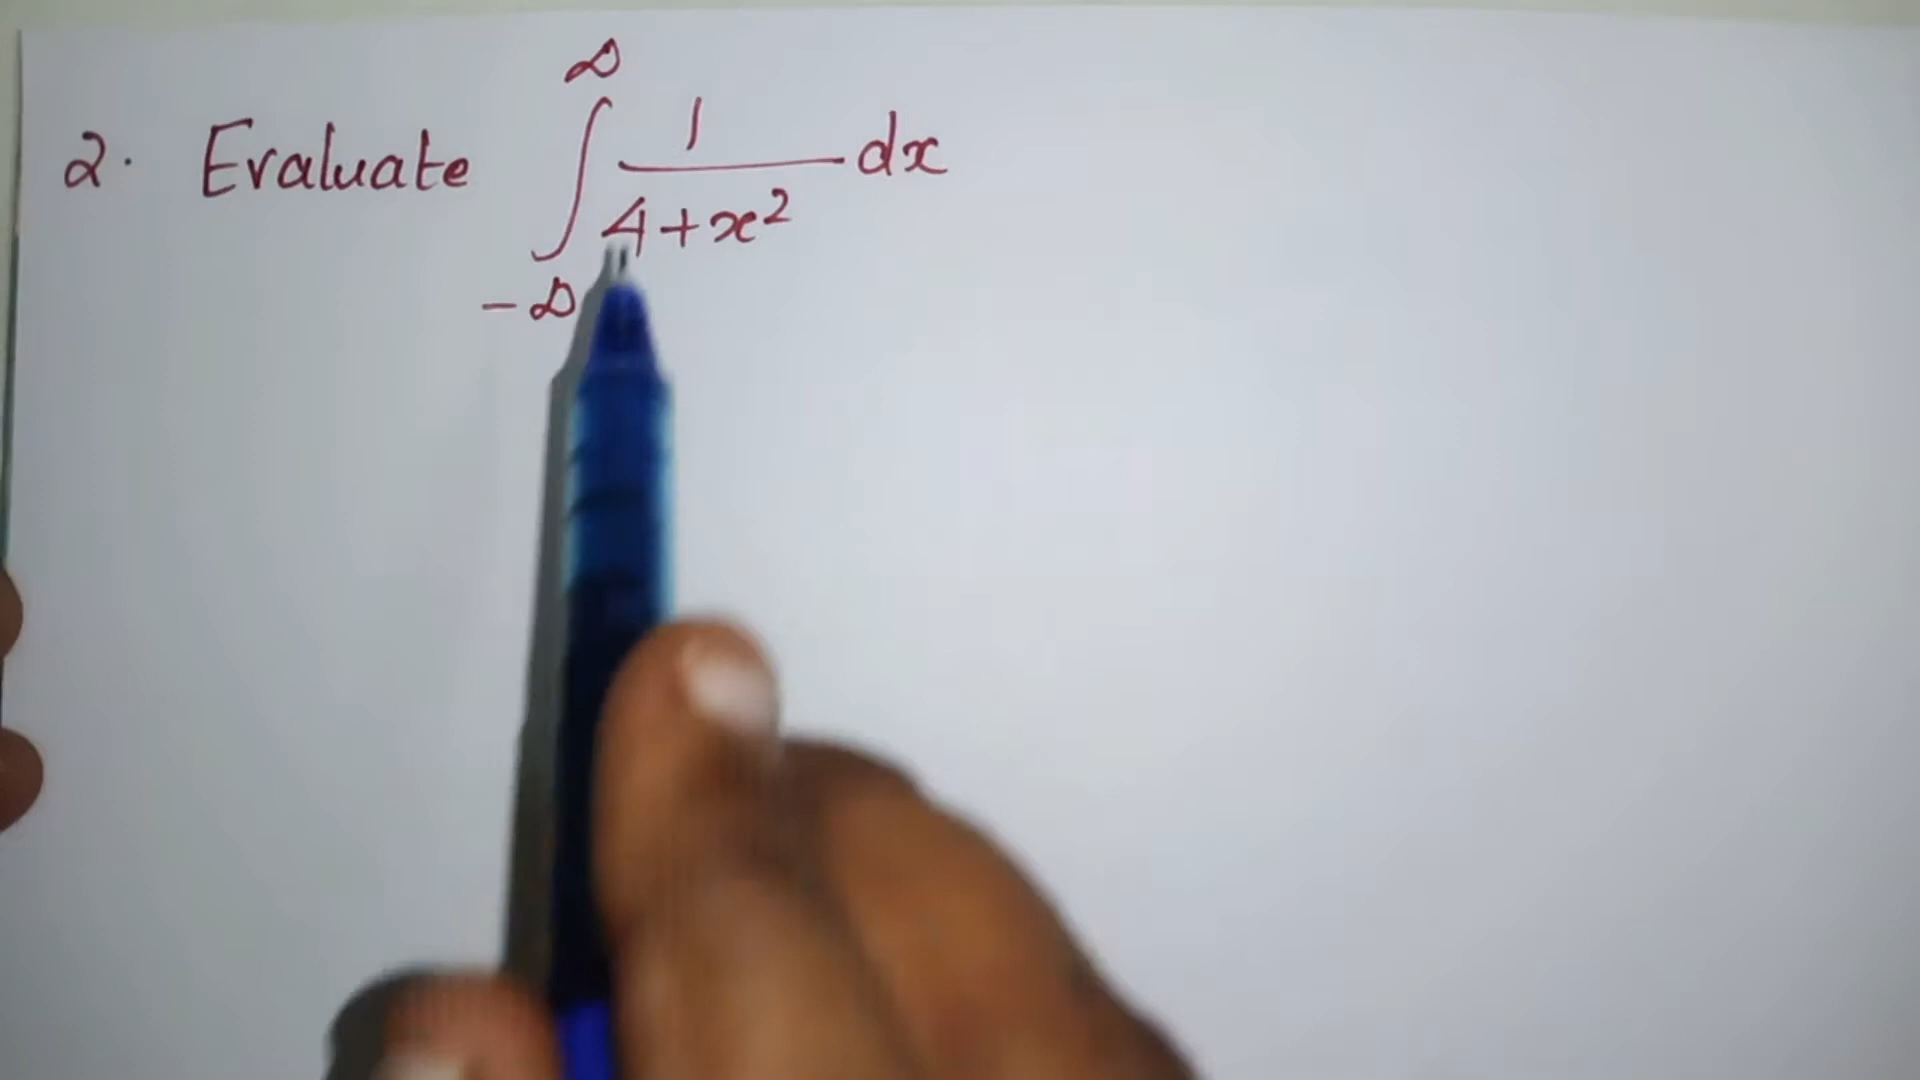 2. Evaluate ∫_{-∞}^{∞} 1/(4+x²) dx